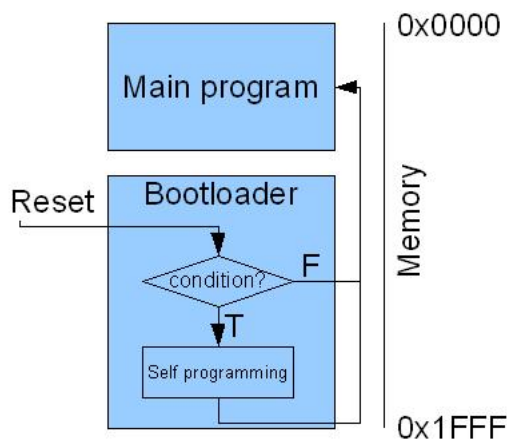 0x0000
Main program
Memory
Bootloader
Reset
condition?
F
T
Self programming
0x1FFF